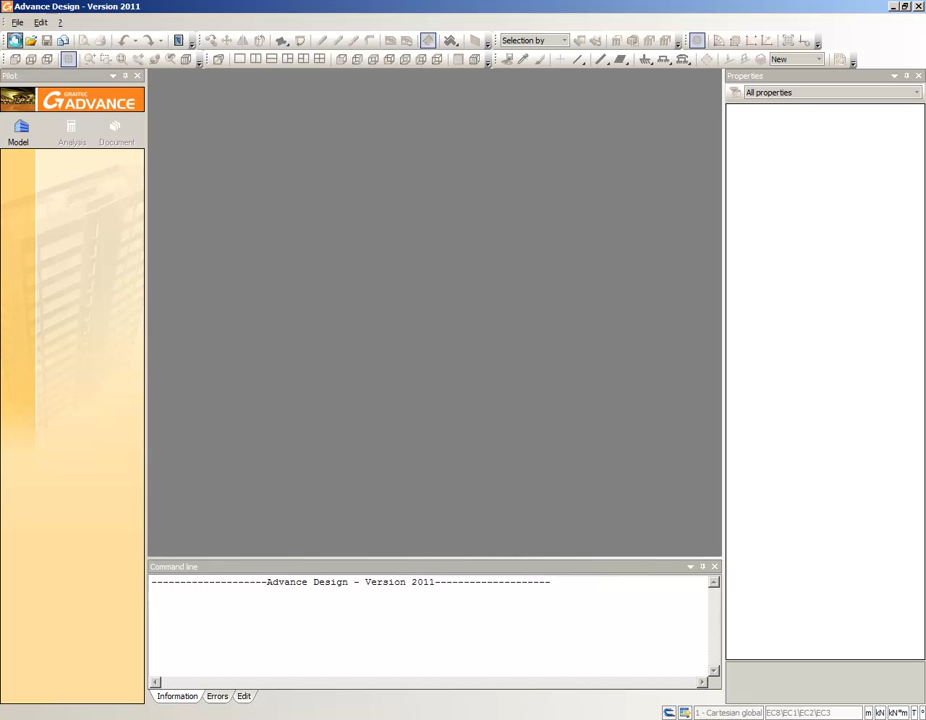 Advance Design - Version 2011
File Edit ?
Selection by
New
Pilot
Properties
GRAITEC
ADVANCE
All properties
Model Analysis Document
Command line
--------------------Advance Design - Version 2011--------------------
Information Errors Edit
1 - Cartesian global EC8\EC1\EC2\EC3 m kN kN*m T °